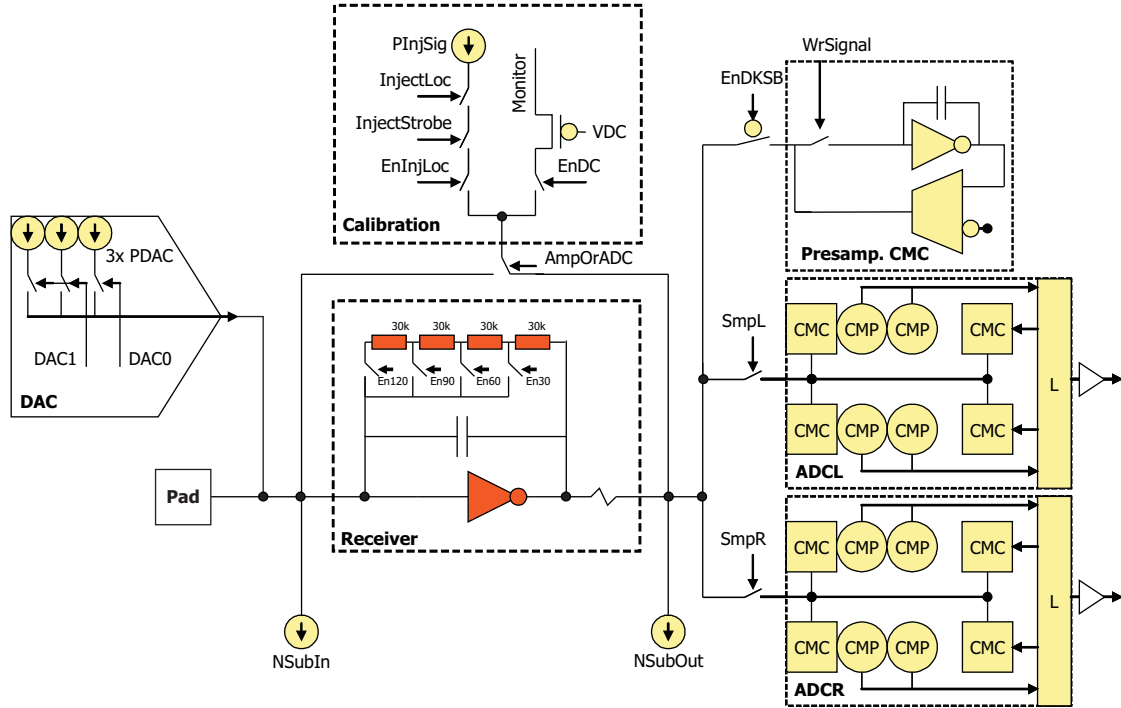 PInjSig
InjectLoc
InjectStrobe
EnInjLoc
Monitor
VDC
EnDC
Calibration
AmpOrADC
WrSignal
EnDKSB
Presamp. CMC
3x PDAC
DAC1
DAC0
DAC
30k 30k 30k 30k
En120 En90 En60 En30
Pad
Receiver
NSubIn
NSubOut
SmpL
CMC CMP CMP CMC
L
CMC CMP CMP CMC
ADCL
SmpR
CMC CMP CMP CMC
L
CMC CMP CMP CMC
ADCR